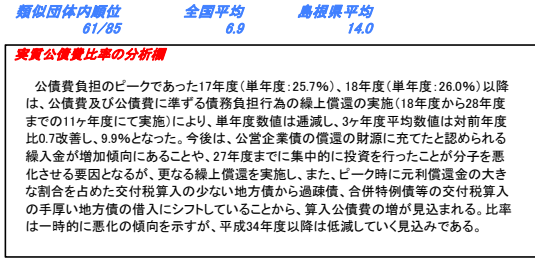 類似団体内順位 全国平均 島根県平均
61/85 6.9 14.0
実質公債費比率の分析欄
公債費負担のピークであった17年度(単年度:25.7%)、18年度(単年度:26.0%)以降
は、公債費及び公債費に準ずる債務負担行為の繰上償還の実施(18年度から28年度
までの11ヶ年度にて実施)により、単年度数値は逓減し、3ヶ年度平均数値は対前年度
比0.7改善し、9.9%となった。今後は、公営企業債の償還の財源に充てたと認められる
繰入金が増加傾向にあることや、27年度までに集中的に投資を行ったことが分子を悪
化させる要因となるが、更なる繰上償還を実施し、また、ピーク時に元利償還金の大き
な割合を占めた交付税算入の少ない地方債から過疎債、合併特例債等の交付税算入
の手厚い地方債の借入にシフトしていることから、算入公債費の増が見込まれる。比率
は一時的に悪化の傾向を示すが、平成34年度以降は低減していく見込みである。